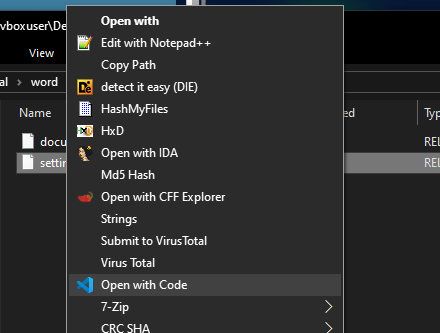 vboxuser\De
Open with
VIEW
Edit with Notepad++
Copy Path
al > word
detect it easy (DIE)
Name
HashMyFiles
ed
Typ
HxD
docu
REL
Open with IDA
settin
REL
Md5 Hash
Open with CFF Explorer
Strings
Submit to VirusTotal
Virus Total
Open with Code
7-Zip
CRC SHA